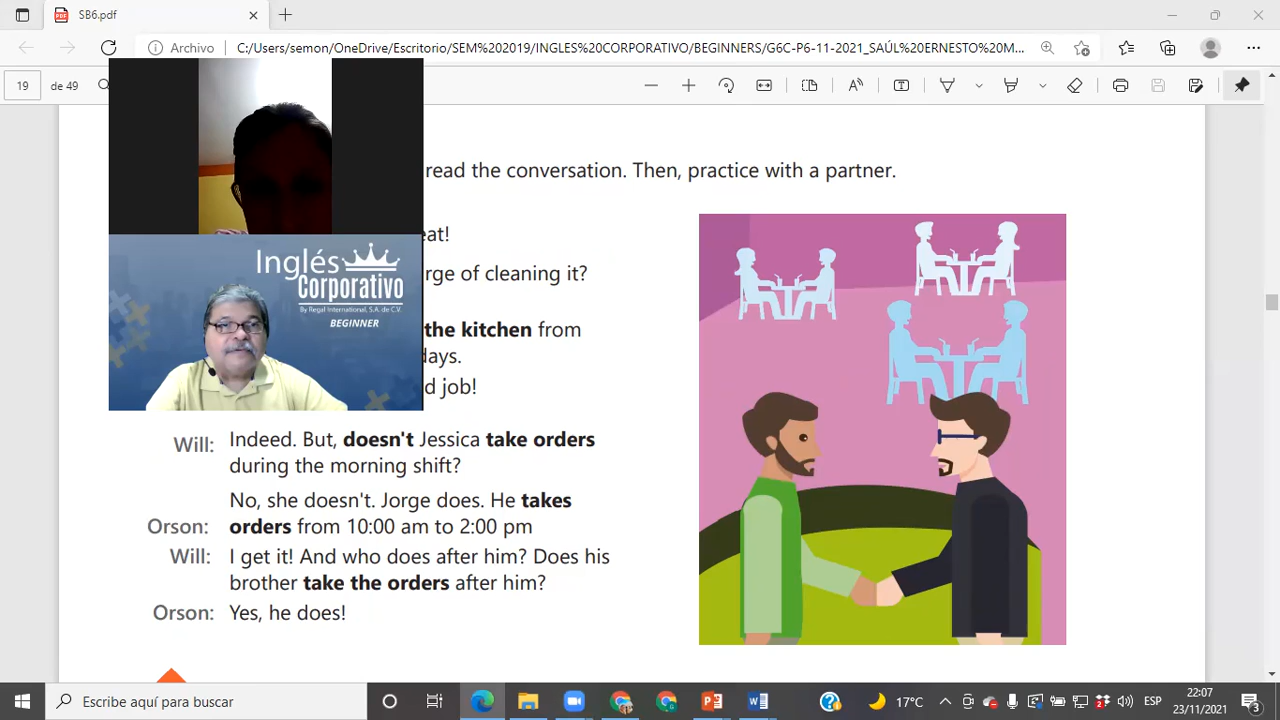 SB6.pdf
Archivo C:/Users/semon/OneDrive/Escritorio/SEM%202019/INGLES%20CORPORATIVO/BEGINNERS/G6C-P6-11-2021_SAÚL%20ERNESTO%20M...
19 de 49
read the conversation. Then, practice with a partner.
eat!
rge of cleaning it?
the kitchen from
days.
d job!
Inglés
Corporativo
By Regal International, S.A. de C.V.
BEGINNER
Will: Indeed. But, doesn't Jessica take orders
during the morning shift?
No, she doesn't. Jorge does. He takes
Orson: orders from 10:00 am to 2:00 pm
Will: I get it! And who does after him? Does his
brother take the orders after him?
Orson: Yes, he does!
Escribe aquí para buscar
17°C
ESP
22:07
23/11/2021
3